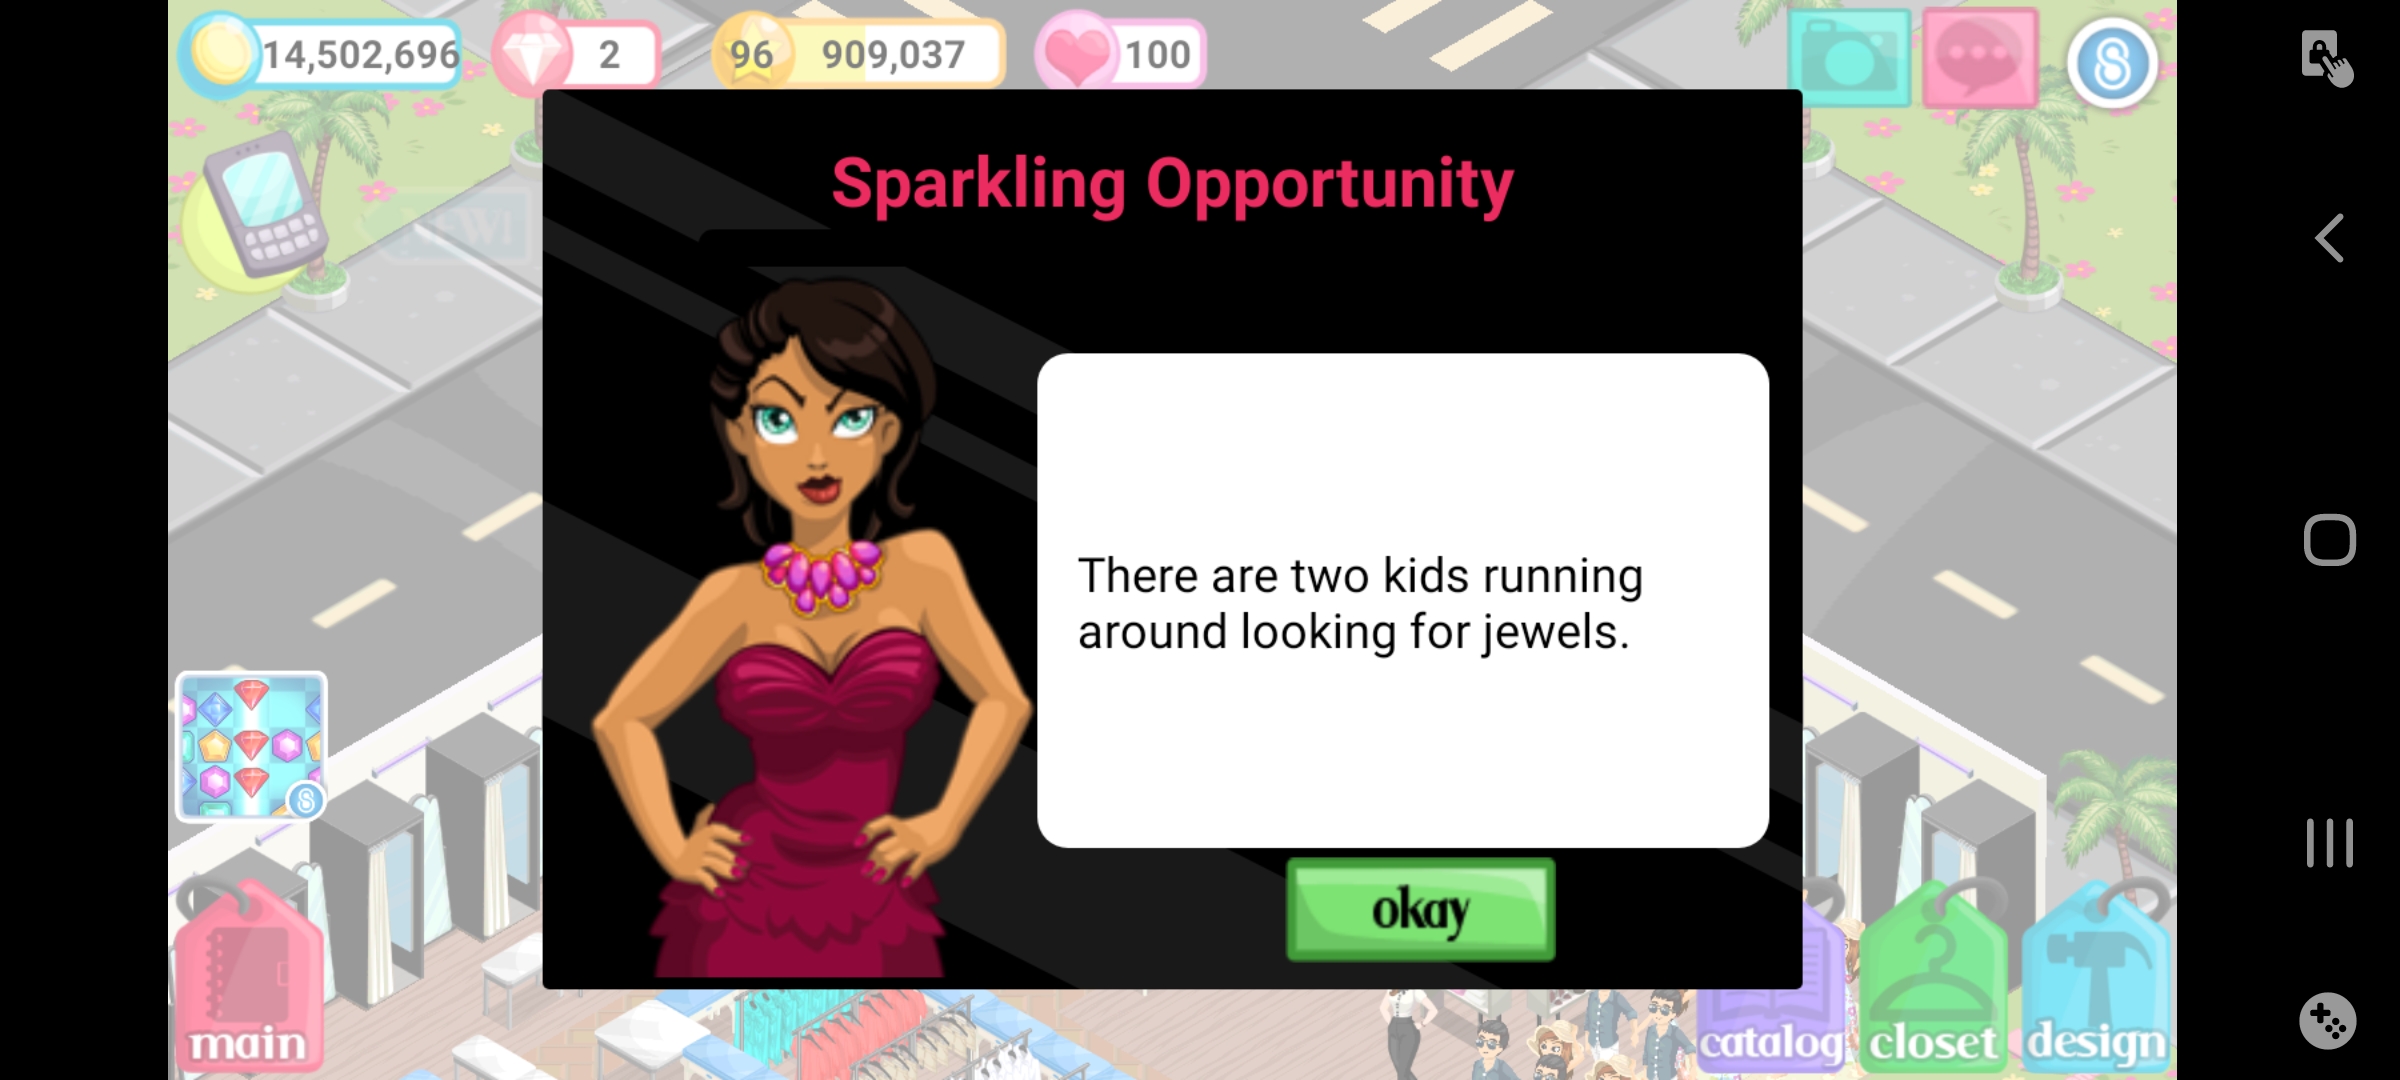 14,502,696
2
96
909,037
100
NEW!
Sparkling Opportunity
There are two kids running
around looking for jewels.
okay
main
catalog
closet
design